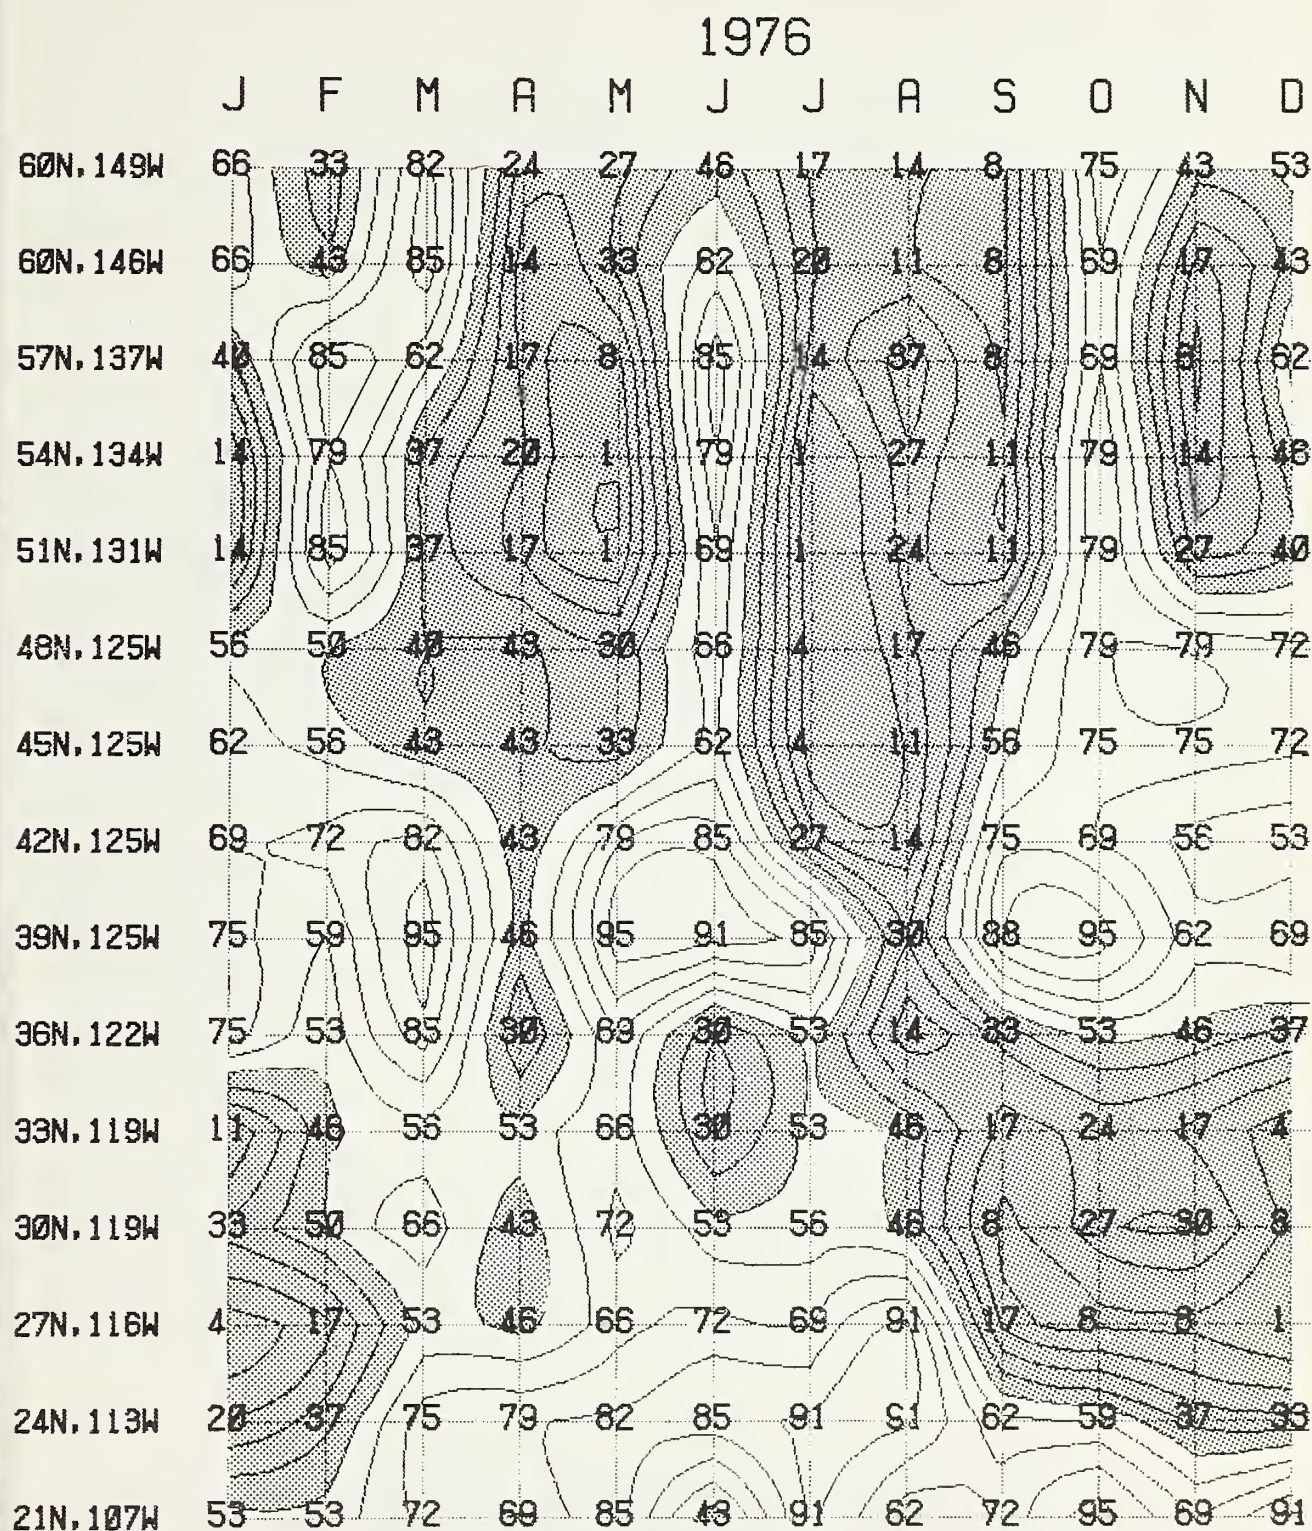 1976
J F M A M J J A S O N D
60N,149W 66 33 82 24 27 46 17 14 8 75 43 53
60N,146W 66 43 85 14 33 62 20 11 8 69 17 43
57N,137W 40 85 62 17 8 85 14 37 8 69 8 62
54N,134W 14 79 37 20 1 79 1 27 11 79 14 46
51N,131W 14 85 37 17 1 69 1 24 11 79 27 40
48N,125W 56 50 40 43 30 66 4 17 46 79 79 72
45N,125W 62 56 43 43 33 62 4 11 56 75 75 72
42N,125W 69 72 82 43 79 85 27 14 75 69 56 53
39N,125W 75 59 95 46 95 91 85 30 88 95 62 69
36N,122W 75 53 85 30 69 30 53 14 33 53 46 37
33N,119W 11 46 56 53 66 30 53 46 17 24 17 4
30N,119W 33 50 66 43 72 53 56 46 8 27 30 8
27N,116W 4 17 53 46 66 72 69 91 17 8 8 1
24N,113W 20 37 75 79 82 85 91 91 62 59 37 33
21N,107W 53 53 72 69 85 43 91 62 72 95 69 91